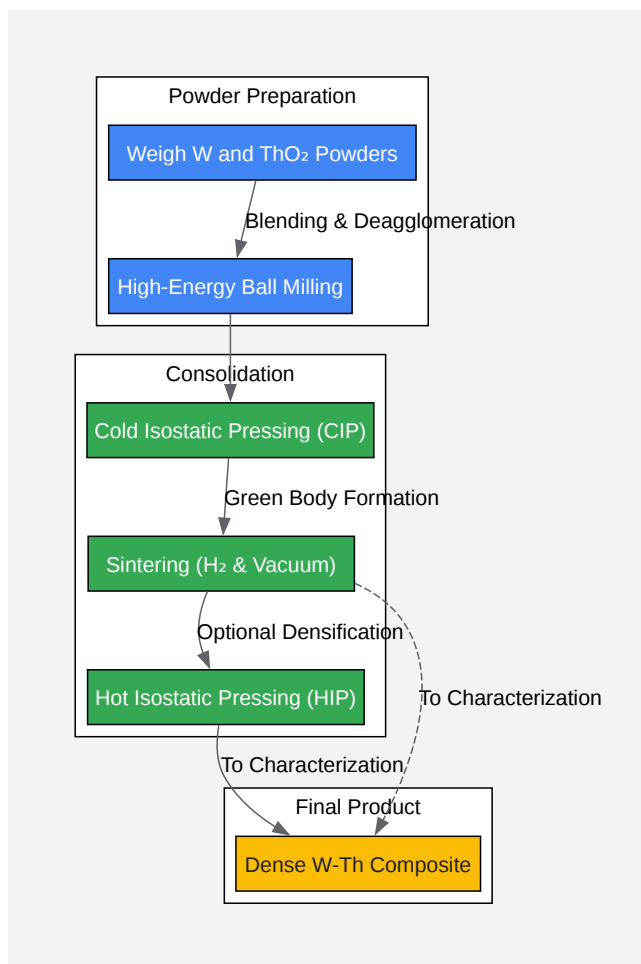 Powder Preparation
Weigh W and ThO₂ Powders
Blending & Deagglomeration
High-Energy Ball Milling
Consolidation
Cold Isostatic Pressing (CIP)
Green Body Formation
Sintering (H₂ & Vacuum)
Optional Densification
Hot Isostatic Pressing (HIP)
To Characterization
To Characterization
Final Product
Dense W-Th Composite